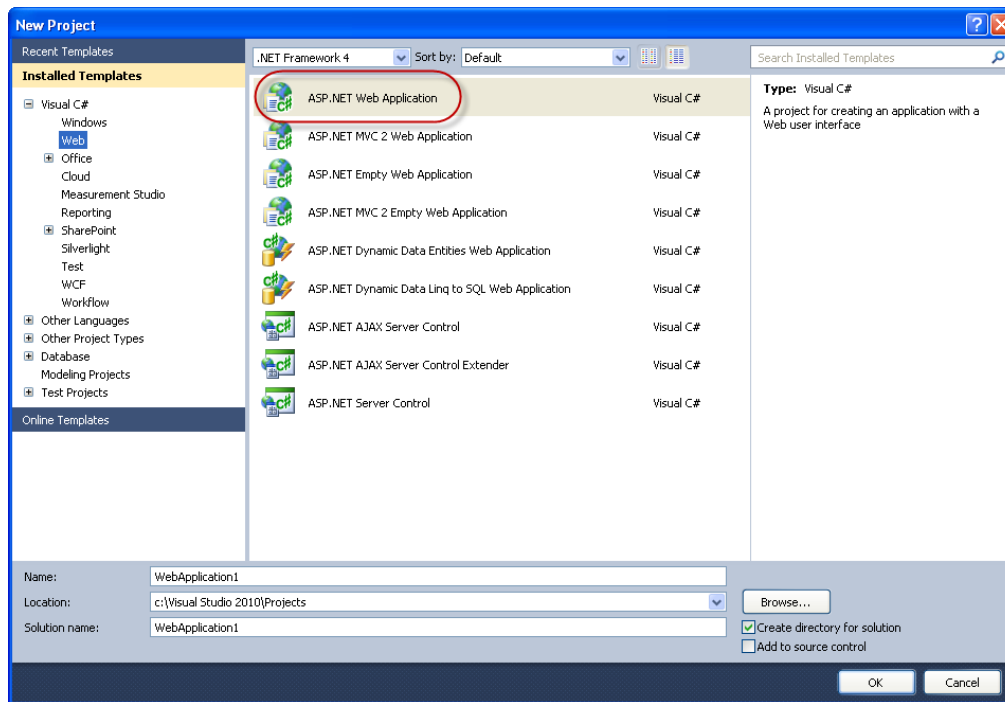 New Project
Recent Templates
Installed Templates
Visual C#
Windows
Web
Office
Cloud
Measurement Studio
Reporting
SharePoint
Silverlight
Test
WCF
Workflow
Other Languages
Other Project Types
Database
Modeling Projects
Test Projects
Online Templates
.NET Framework 4 Sort by: Default
ASP.NET Web Application Visual C#
ASP.NET MVC 2 Web Application Visual C#
ASP.NET Empty Web Application Visual C#
ASP.NET MVC 2 Empty Web Application Visual C#
ASP.NET Dynamic Data Entities Web Application Visual C#
ASP.NET Dynamic Data Linq to SQL Web Application Visual C#
ASP.NET AJAX Server Control Visual C#
ASP.NET AJAX Server Control Extender Visual C#
ASP.NET Server Control Visual C#
Search Installed Templates
Type: Visual C#
A project for creating an application with a
Web user interface
Name: WebApplication1
Location: c:\Visual Studio 2010\Projects Browse...
Solution name: WebApplication1
Create directory for solution
Add to source control
OK Cancel